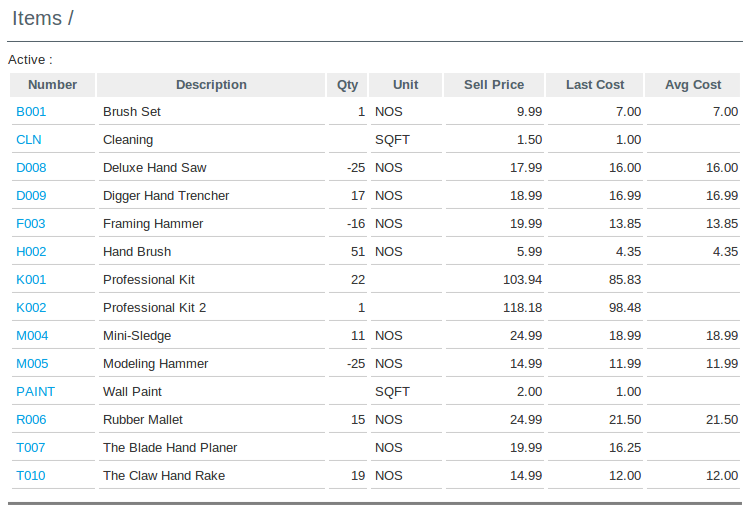 Items /
Active :
Number Description Qty Unit Sell Price Last Cost Avg Cost
B001 Brush Set 1 NOS 9.99 7.00 7.00
CLN Cleaning SQFT 1.50 1.00
D008 Deluxe Hand Saw -25 NOS 17.99 16.00 16.00
D009 Digger Hand Trencher 17 NOS 18.99 16.99 16.99
F003 Framing Hammer -16 NOS 19.99 13.85 13.85
H002 Hand Brush 51 NOS 5.99 4.35 4.35
K001 Professional Kit 22 103.94 85.83
K002 Professional Kit 2 1 118.18 98.48
M004 Mini-Sledge 11 NOS 24.99 18.99 18.99
M005 Modeling Hammer -25 NOS 14.99 11.99 11.99
PAINT Wall Paint SQFT 2.00 1.00
R006 Rubber Mallet 15 NOS 24.99 21.50 21.50
T007 The Blade Hand Planer NOS 19.99 16.25
T010 The Claw Hand Rake 19 NOS 14.99 12.00 12.00